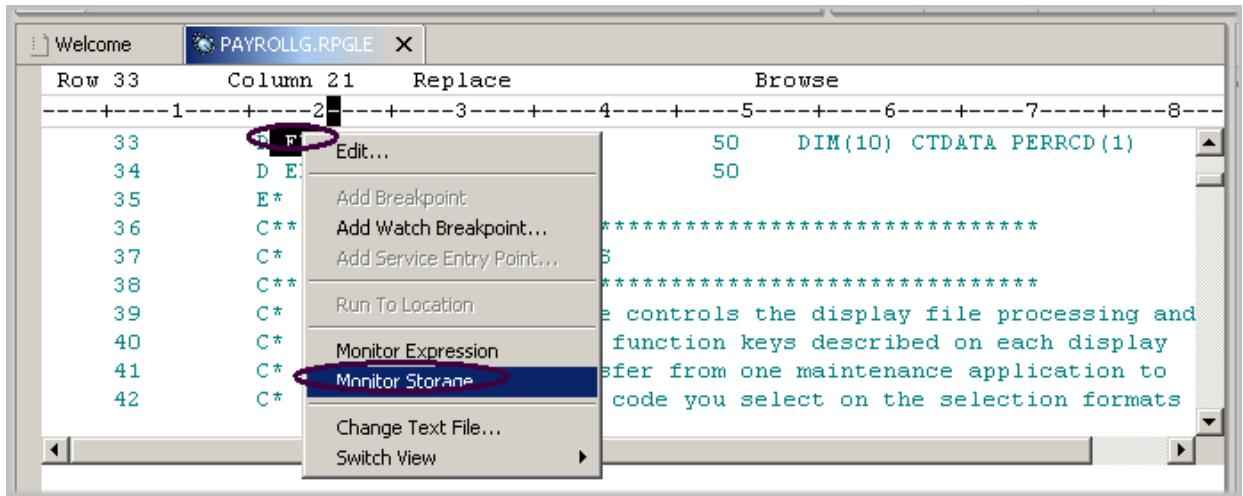 Welcome PAYROLLG.RPGLE
Row 33 Column 21 Replace Browse
----+----1----+----2----+----3----+----4----+----5----+----6----+----7----+----8---
33 D 50 DIM(10) CTDATA PERRCD(1)
34 D 50
35 E*
36 C** *******************************
37 C* S
38 C** *******************************
39 C* e controls the display file processing and
40 C* function keys described on each display
41 C* sfer from one maintenance application to
42 C* code you select on the selection formats
Edit...
Add Breakpoint
Add Watch Breakpoint...
Add Service Entry Point...
Run To Location
Monitor Expression
Monitor Storage
Change Text File...
Switch View